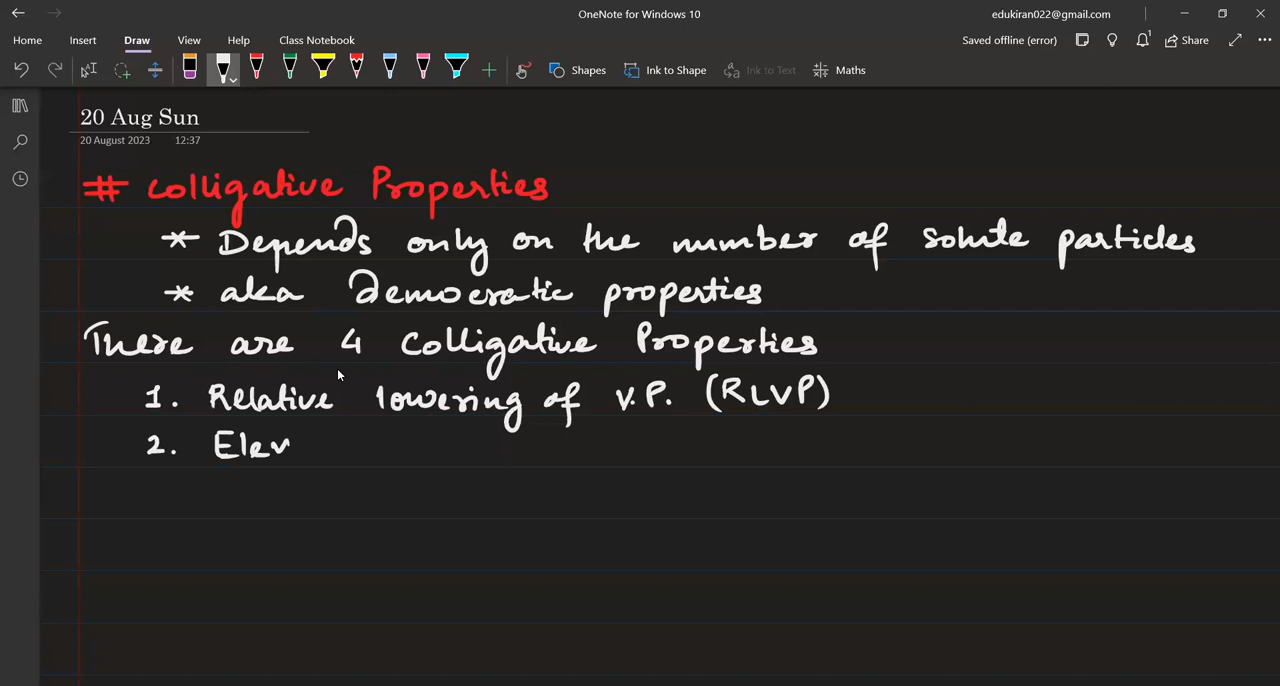 OneNote for Windows 10
edukiran022@gmail.com
Home Insert Draw View Help Class Notebook
Saved offline (error) 1 Share
Shapes Ink to Shape Ink to Text Maths
20 Aug Sun
20 August 2023 12:37
# Colligative Properties
* Depends only on the number of solute particles
* aka Democratic properties
There are 4 Colligative Properties
1. Relative lowering of V.P. (RLVP)
2. Elev